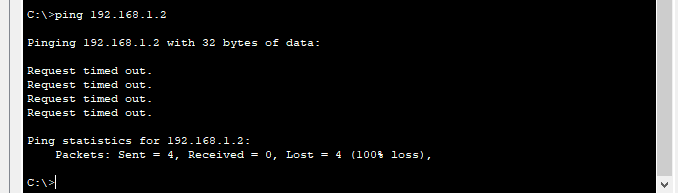 C:\>ping 192.168.1.2
Pinging 192.168.1.2 with 32 bytes of data:
Request timed out.
Request timed out.
Request timed out.
Request timed out.
Ping statistics for 192.168.1.2:
    Packets: Sent = 4, Received = 0, Lost = 4 (100% loss),
C:\>